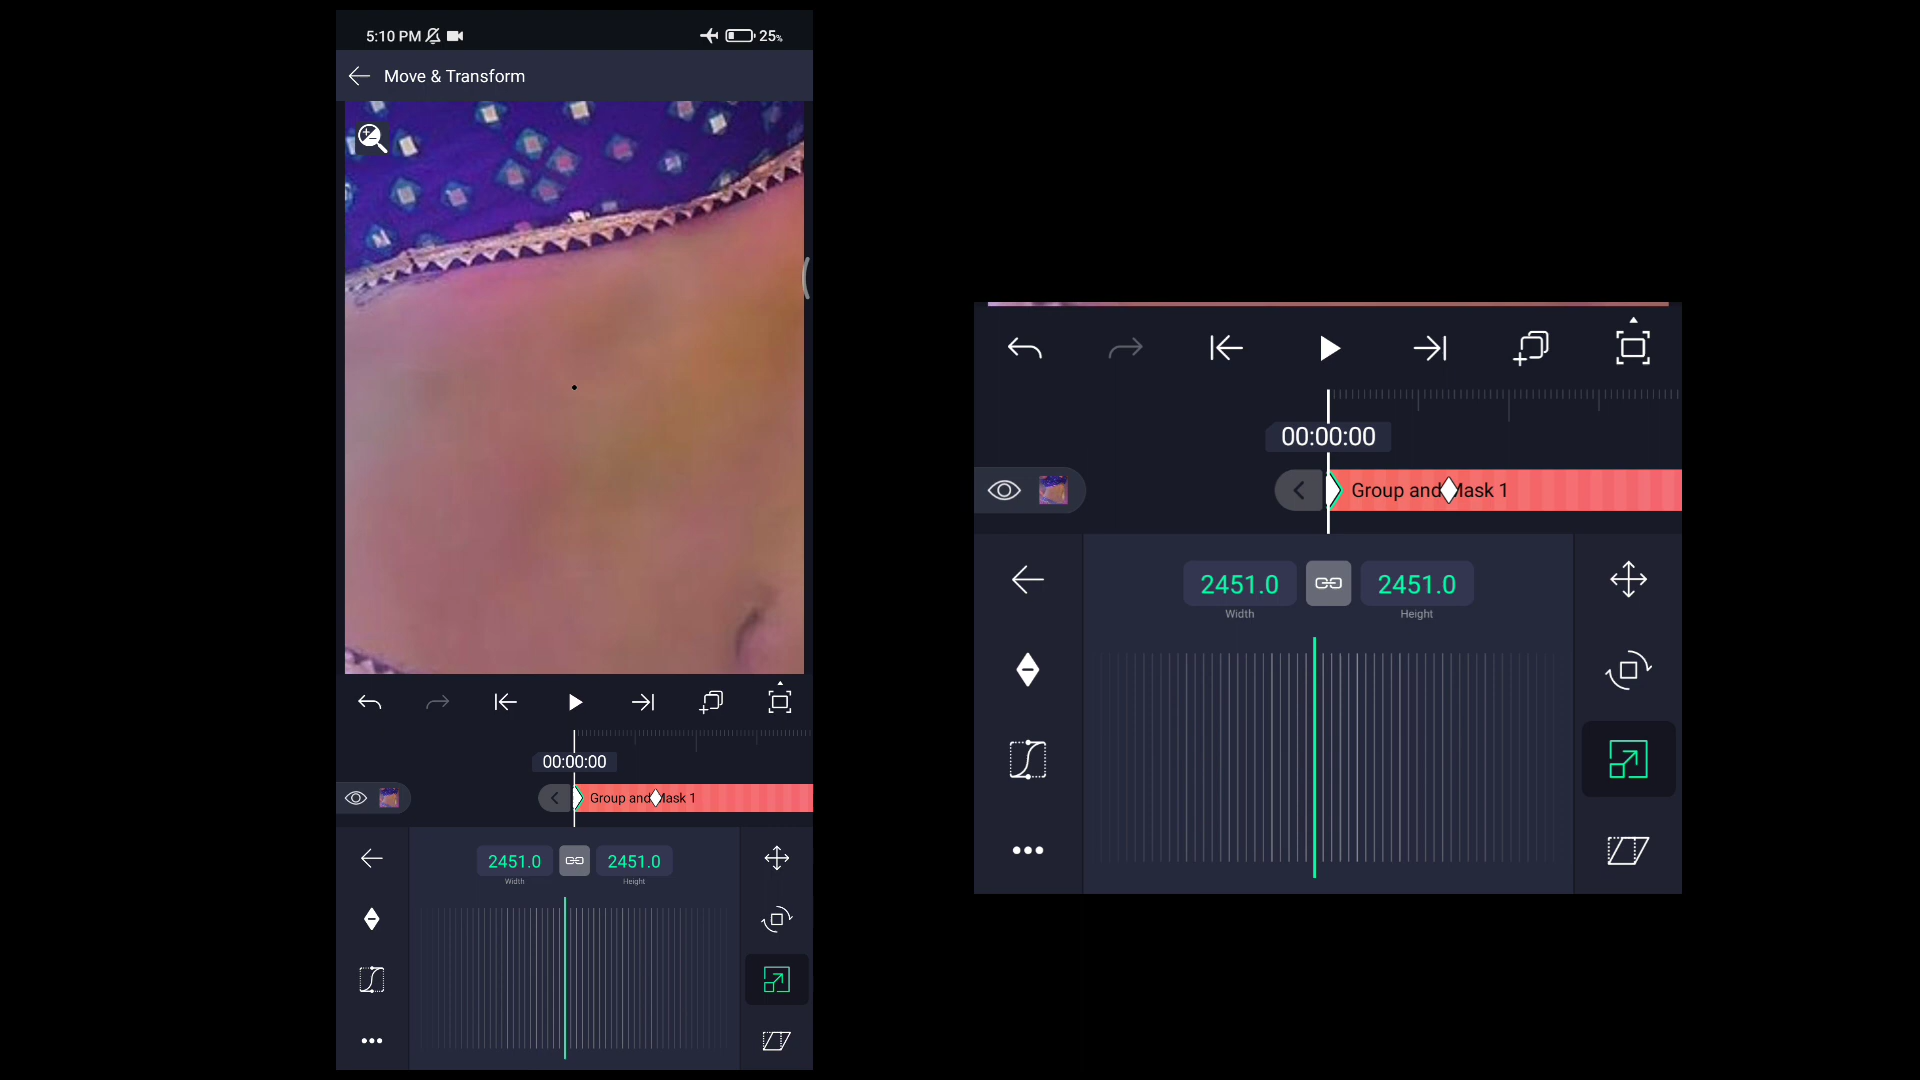 5:10 PM
25%
Move & Transform
00:00:00
Group and Mask 1
2451.0
2451.0
Width
Height
00:00:00
Group and Mask 1
2451.0
2451.0
Width
Height